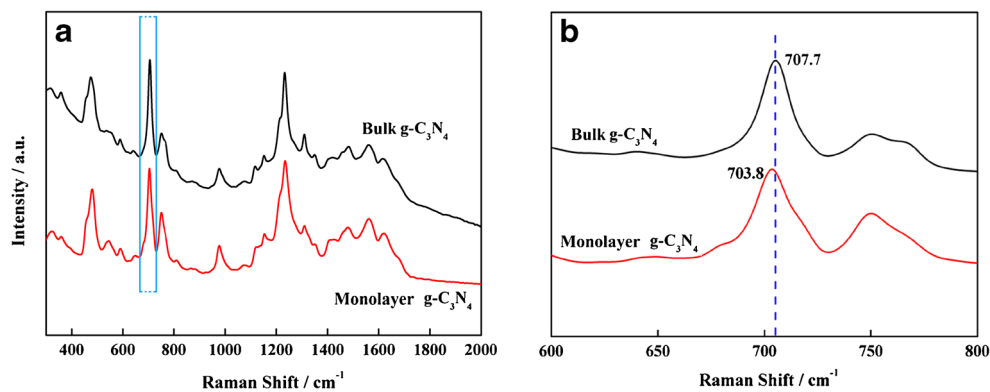 a
Bulk g-C₃N₄
Monolayer g-C₃N₄
Intensity / a.u.
400 600 800 1000 1200 1400 1600 1800 2000
Raman Shift / cm⁻¹
b
707.7
Bulk g-C₃N₄
703.8
Monolayer g-C₃N₄
600 650 700 750 800
Raman Shift / cm⁻¹